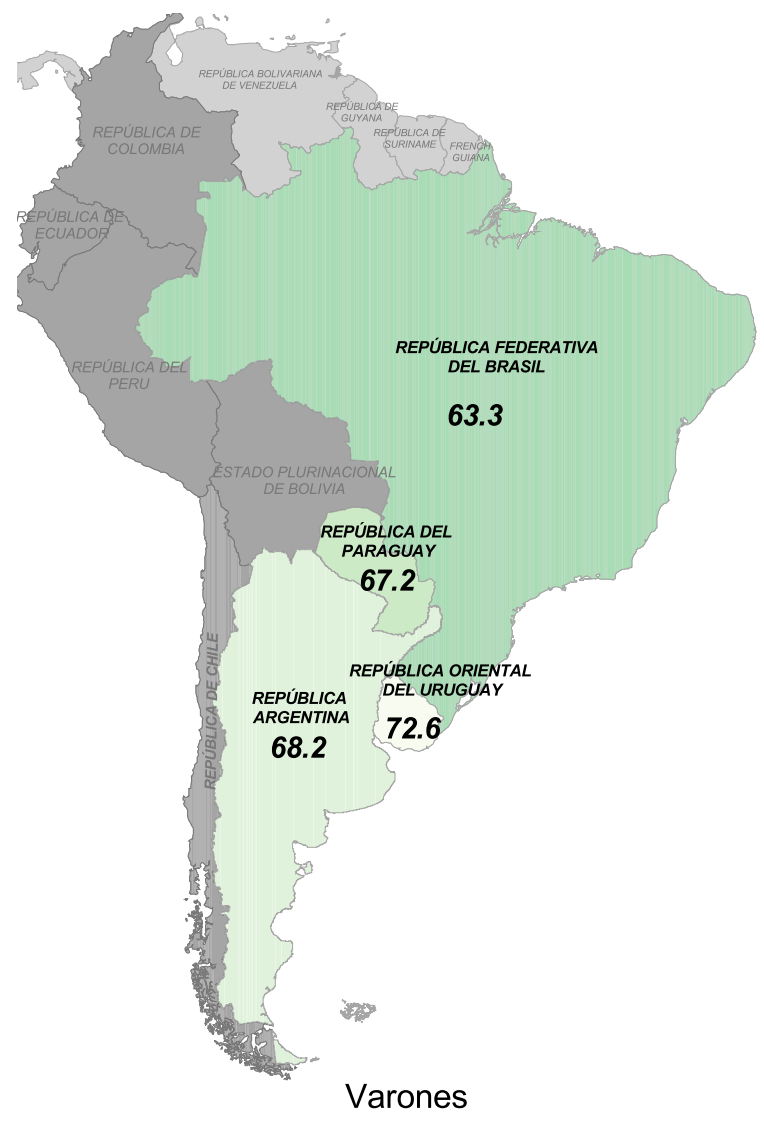 REPÚBLICA BOLIVARIANA
DE VENEZUELA
REPÚBLICA DE
GUYANA
REPÚBLICA DE
SURINAME
FRENCH
GUIANA
REPÚBLICA DE
COLOMBIA
REPÚBLICA DE
ECUADOR
REPÚBLICA DEL
PERU
REPÚBLICA FEDERATIVA
DEL BRASIL
63.3
ESTADO PLURINACIONAL
DE BOLIVIA
REPÚBLICA DEL
PARAGUAY
67.2
REPÚBLICA DE CHILE
REPÚBLICA ORIENTAL
DEL URUGUAY
72.6
REPÚBLICA
ARGENTINA
68.2
Varones